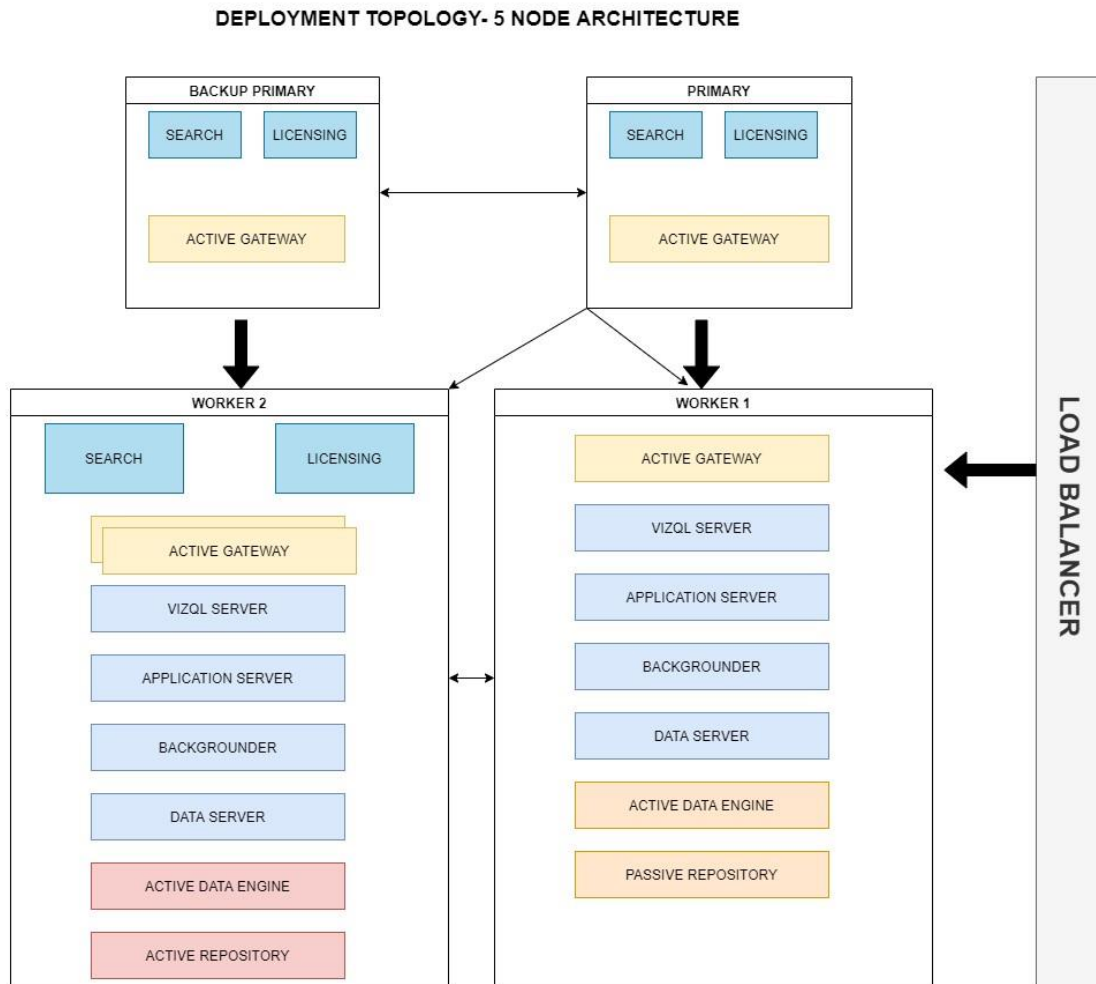 DEPLOYMENT TOPOLOGY- 5 NODE ARCHITECTURE
BACKUP PRIMARY
SEARCH
LICENSING
ACTIVE GATEWAY
PRIMARY
SEARCH
LICENSING
ACTIVE GATEWAY
WORKER 2
SEARCH
LICENSING
ACTIVE GATEWAY
VIZQL SERVER
APPLICATION SERVER
BACKGROUNDER
DATA SERVER
ACTIVE DATA ENGINE
ACTIVE REPOSITORY
WORKER 1
ACTIVE GATEWAY
VIZQL SERVER
APPLICATION SERVER
BACKGROUNDER
DATA SERVER
ACTIVE DATA ENGINE
PASSIVE REPOSITORY
LOAD BALANCER